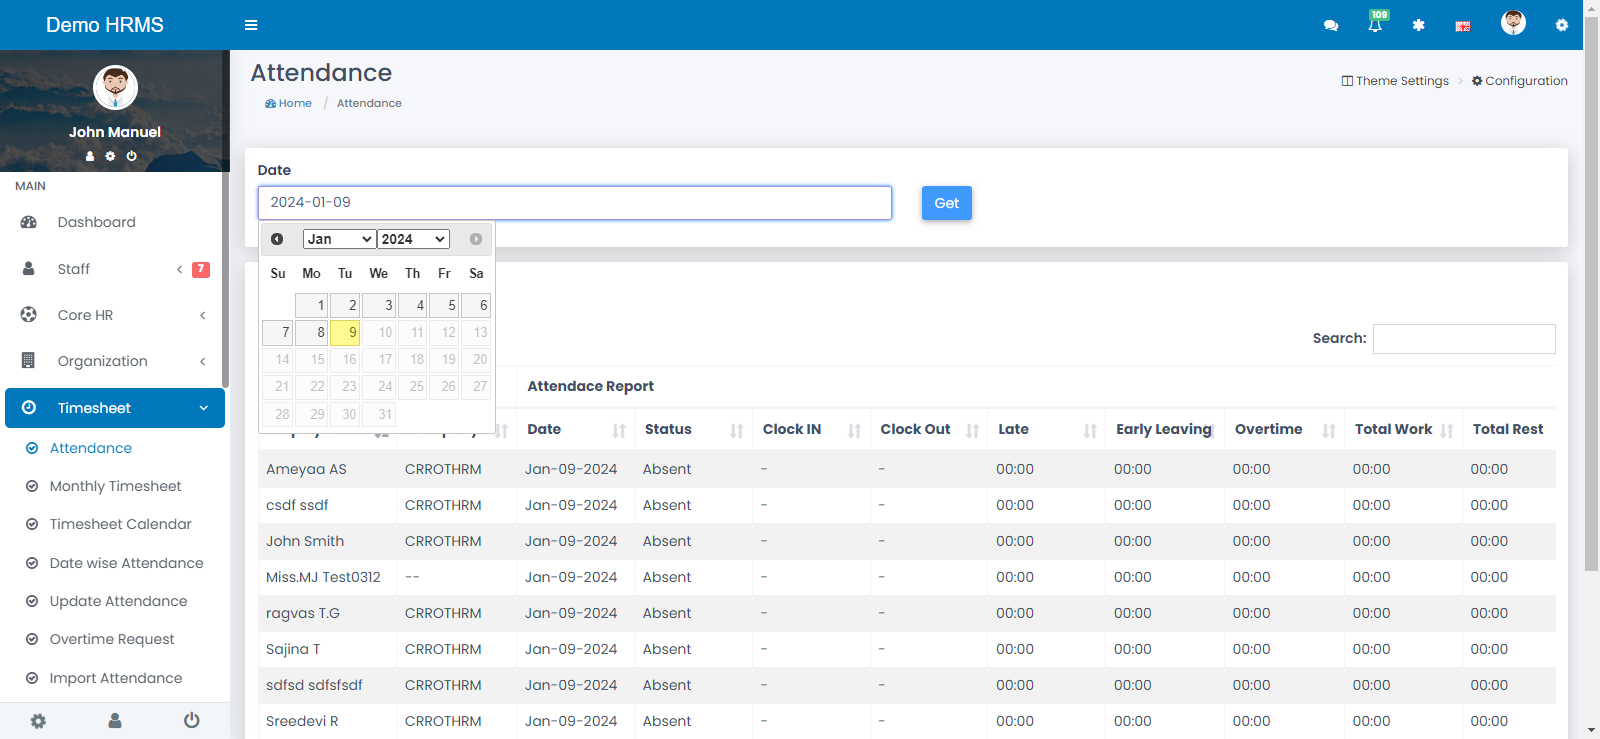 Demo HRMS
109
John Manuel
MAIN
Dashboard
Staff 7
Core HR
Organization
Timesheet
Attendance
Monthly Timesheet
Timesheet Calendar
Date wise Attendance
Update Attendance
Overtime Request
Import Attendance
Attendance
Home / Attendance
Theme Settings > Configuration
Date
2024-01-09
Get
Jan 2024
Su Mo Tu We Th Fr Sa
1 2 3 4 5 6
7 8 9 10 11 12 13
14 15 16 17 18 19 20
21 22 23 24 25 26 27
28 29 30 31
Search:
Attendace Report
Date Status Clock IN Clock Out Late Early Leaving Overtime Total Work Total Rest
Ameyaa AS CRROTHRM Jan-09-2024 Absent - - 00:00 00:00 00:00 00:00 00:00
csdf ssdf CRROTHRM Jan-09-2024 Absent - - 00:00 00:00 00:00 00:00 00:00
John Smith CRROTHRM Jan-09-2024 Absent - - 00:00 00:00 00:00 00:00 00:00
Miss.MJ Test0312 -- Jan-09-2024 Absent - - 00:00 00:00 00:00 00:00 00:00
ragvas T.G CRROTHRM Jan-09-2024 Absent - - 00:00 00:00 00:00 00:00 00:00
Sajina T CRROTHRM Jan-09-2024 Absent - - 00:00 00:00 00:00 00:00 00:00
sdfsd sdfsfsdf CRROTHRM Jan-09-2024 Absent - - 00:00 00:00 00:00 00:00 00:00
Sreedevi R CRROTHRM Jan-09-2024 Absent - - 00:00 00:00 00:00 00:00 00:00